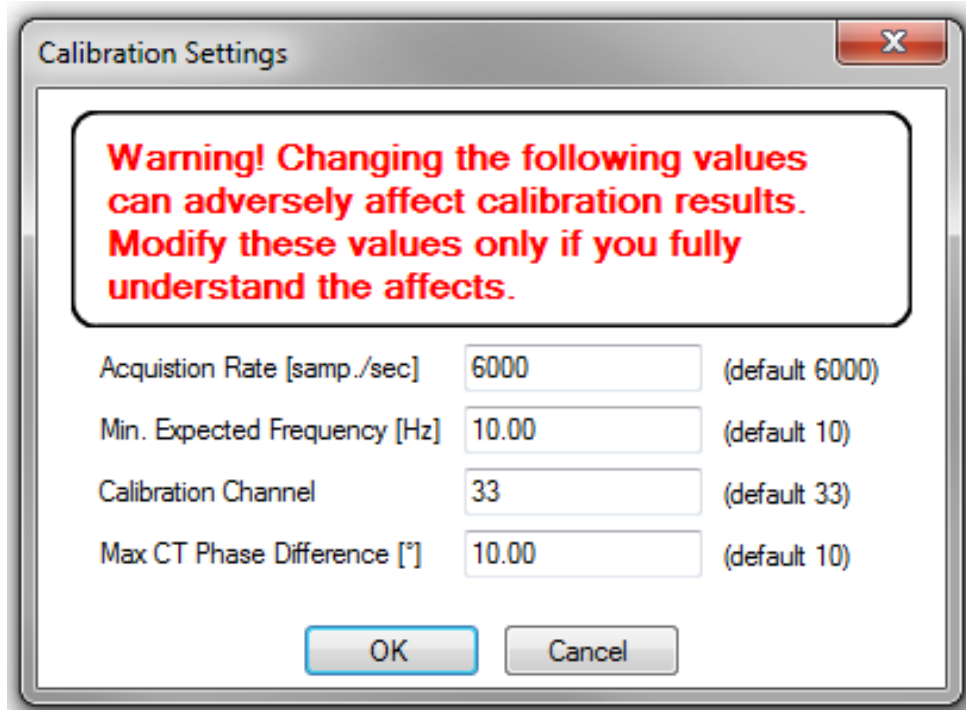 Calibration Settings
Warning! Changing the following values
can adversely affect calibration results.
Modify these values only if you fully
understand the affects.
Acquistion Rate [samp./sec] 6000 (default 6000)
Min. Expected Frequency [Hz] 10.00 (default 10)
Calibration Channel 33 (default 33)
Max CT Phase Difference [°] 10.00 (default 10)
OK Cancel